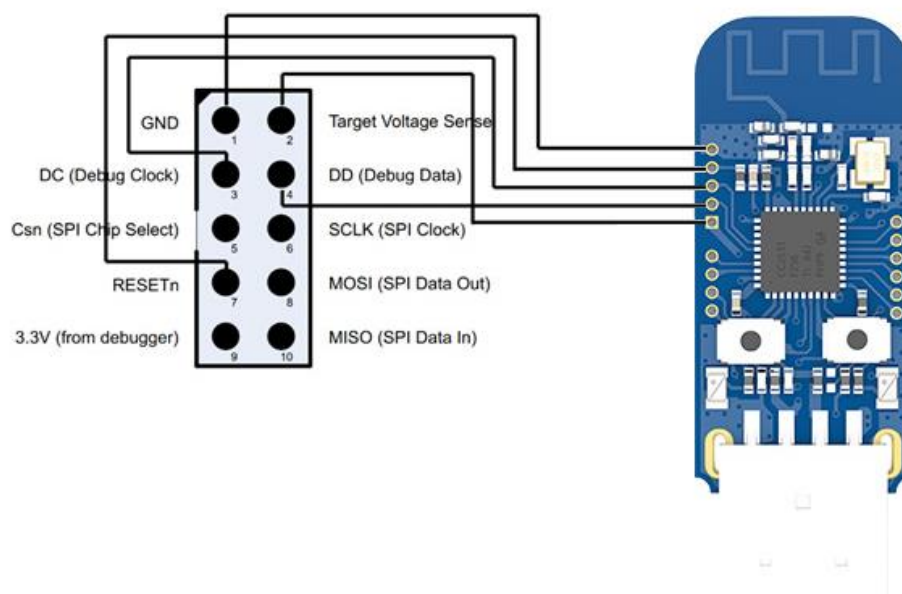 GND
1
2
Target Voltage Sense
DC (Debug Clock)
3
4
DD (Debug Data)
Csn (SPI Chip Select)
5
6
SCLK (SPI Clock)
RESETn
7
8
MOSI (SPI Data Out)
3.3V (from debugger)
9
10
MISO (SPI Data In)